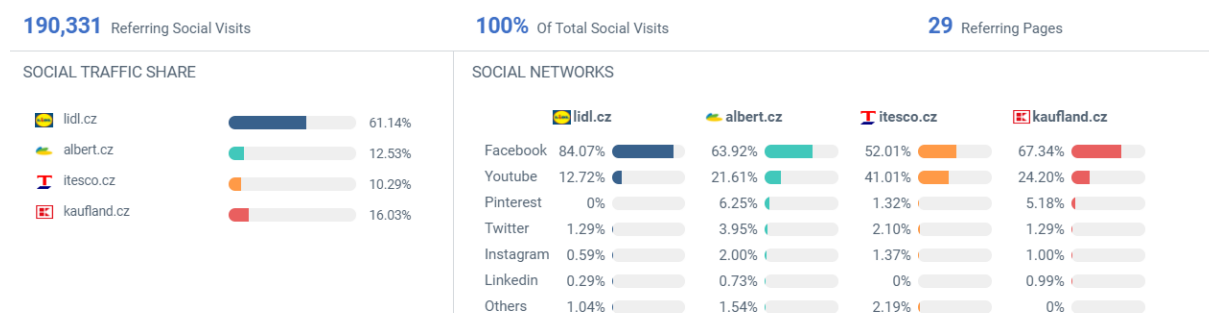 190,331 Referring Social Visits
100% Of Total Social Visits
29 Referring Pages
SOCIAL TRAFFIC SHARE
lidl.cz 61.14%
albert.cz 12.53%
itesco.cz 10.29%
kaufland.cz 16.03%
SOCIAL NETWORKS
lidl.cz albert.cz itesco.cz kaufland.cz
Facebook 84.07% 63.92% 52.01% 67.34%
Youtube 12.72% 21.61% 41.01% 24.20%
Pinterest 0% 6.25% 1.32% 5.18%
Twitter 1.29% 3.95% 2.10% 1.29%
Instagram 0.59% 2.00% 1.37% 1.00%
Linkedin 0.29% 0.73% 0% 0.99%
Others 1.04% 1.54% 2.19% 0%